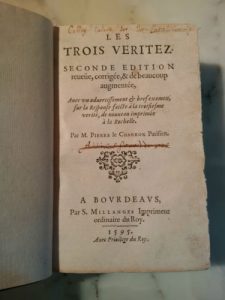 LES
TROIS VERITEZ.
SECONDE EDITION
reueüe, corrigée, & de beaucoup
augmentée,
Auec vn aduertissement & bref examen,
sur la Response faicte à la troisiesme
verité, de nouueau imprimée
à la Rochelle.
Par M. PIERRE le CHARRON Parisien.
A BOVRDEAVS,
Par S. MILLANGES Imprimeur
ordinaire du Roy.
1595.
Auec Priuilege du Roy.